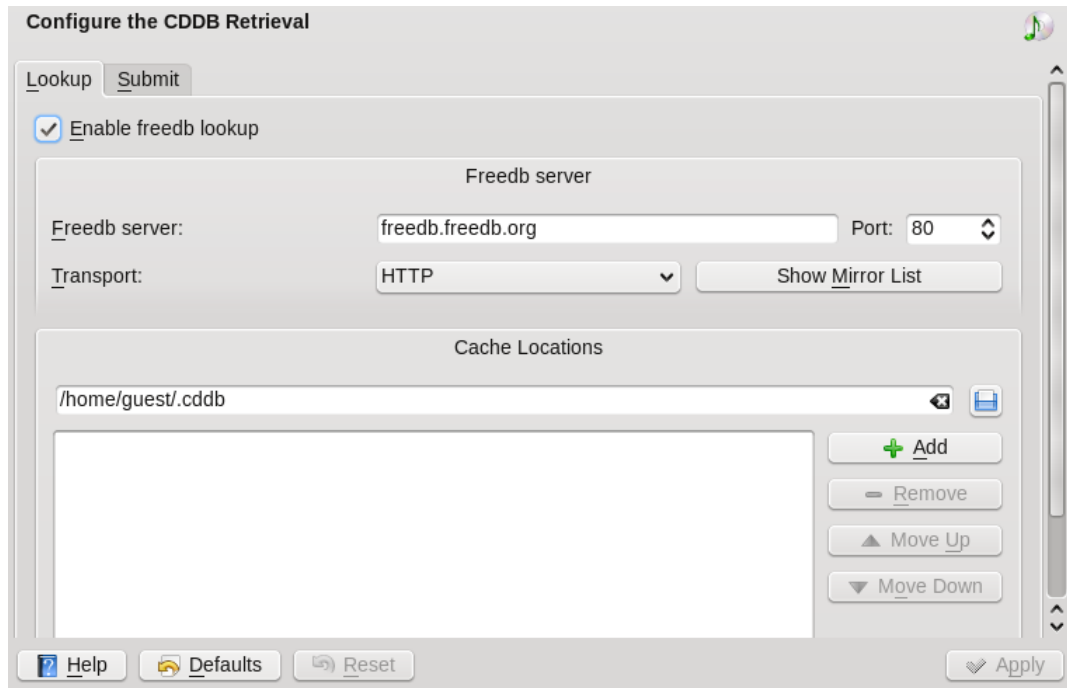 Configure the CDDB Retrieval
Lookup Submit
Enable freedb lookup
Freedb server
Freedb server: freedb.freedb.org Port: 80
Transport: HTTP Show Mirror List
Cache Locations
/home/guest/.cddb
Add
Remove
Move Up
Move Down
Help Defaults Reset Apply